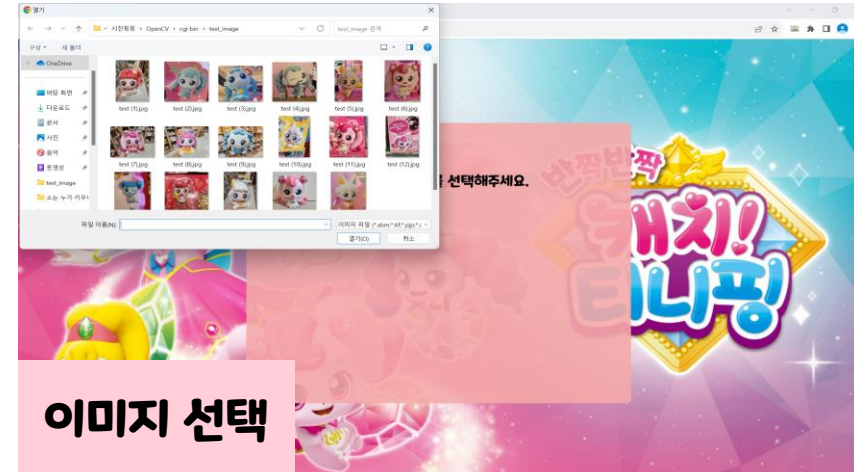 열기
OpenCV > cgi-bin > test_image
test_image 검색
구성
새 폴더
OneDrive
바탕 화면
다운로드
문서
사진
음악
동영상
test_image
test (1).jpg
test (2).jpg
test (3).jpg
test (4).jpg
test (5).jpg
test (6).jpg
test (7).jpg
test (8).jpg
test (9).jpg
test (10).jpg
test (11).jpg
test (12).jpg
파일 이름(N):
이미지 파일
열기(O)
취소
선택해주세요.
반짝반짝
캐치!
티니핑
이미지 선택